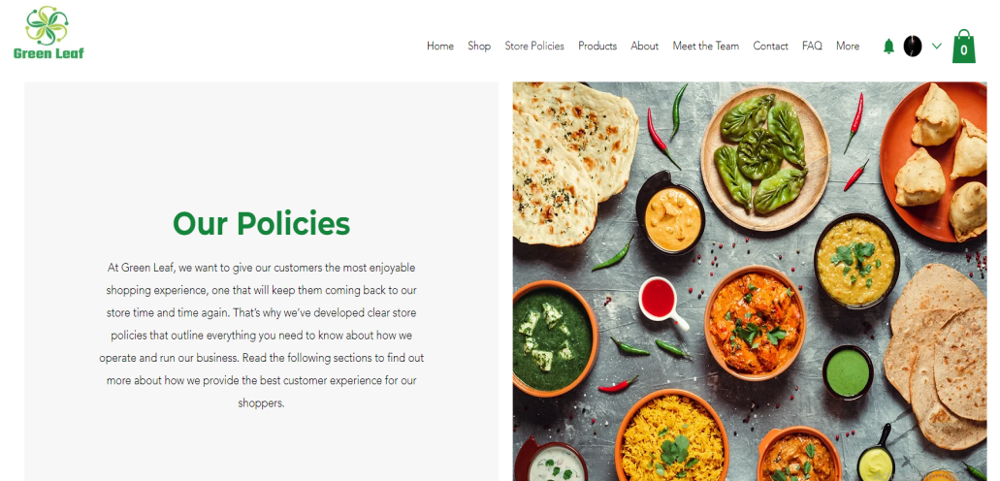 Green Leaf
Home Shop Store Policies Products About Meet the Team Contact FAQ More
0
Our Policies
At Green Leaf, we want to give our customers the most enjoyable
shopping experience, one that will keep them coming back to our
store time and time again. That's why we've developed clear store
policies that outline everything you need to know about how we
operate and run our business. Read the following sections to find out
more about how we provide the best customer experience for our
shoppers.